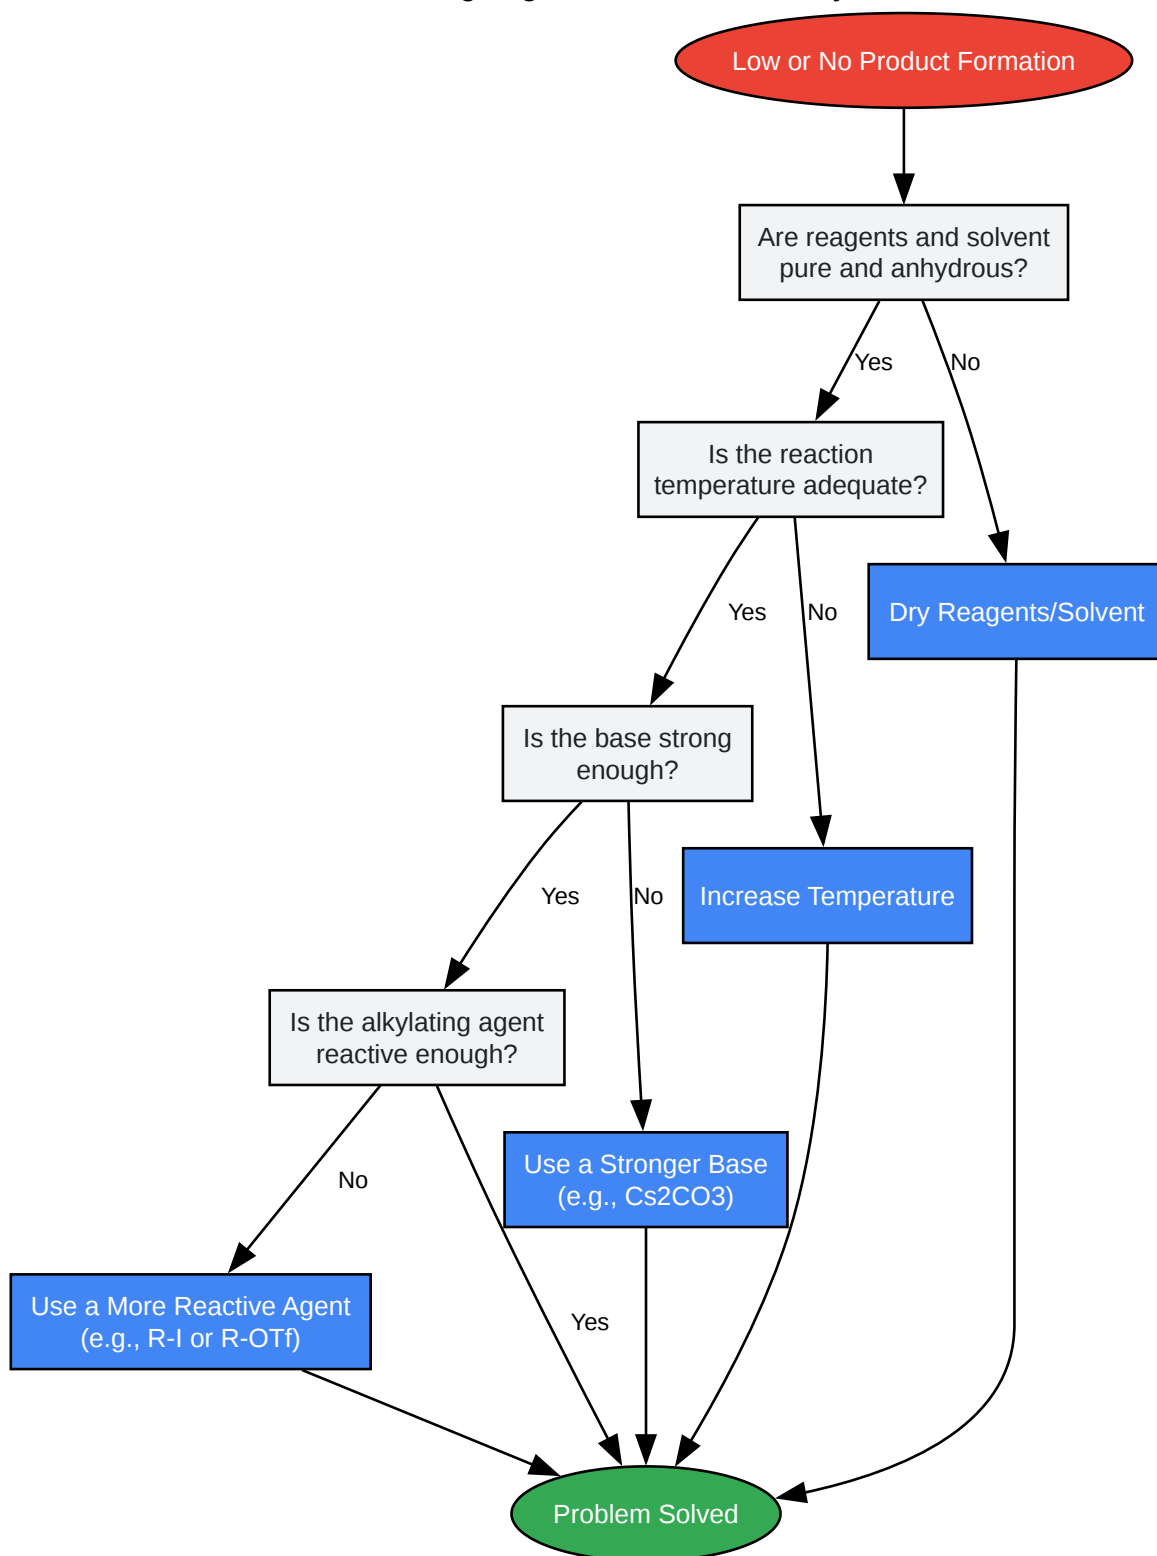 Low or No Product Formation
Are reagents and solvent
pure and anhydrous?
Yes
No
Is the reaction
temperature adequate?
Yes
No
Dry Reagents/Solvent
Is the base strong
enough?
Yes
No
Increase Temperature
Is the alkylating agent
reactive enough?
No
Use a Stronger Base
(e.g., Cs2CO3)
Use a More Reactive Agent
(e.g., R-I or R-OTf)
Yes
Problem Solved